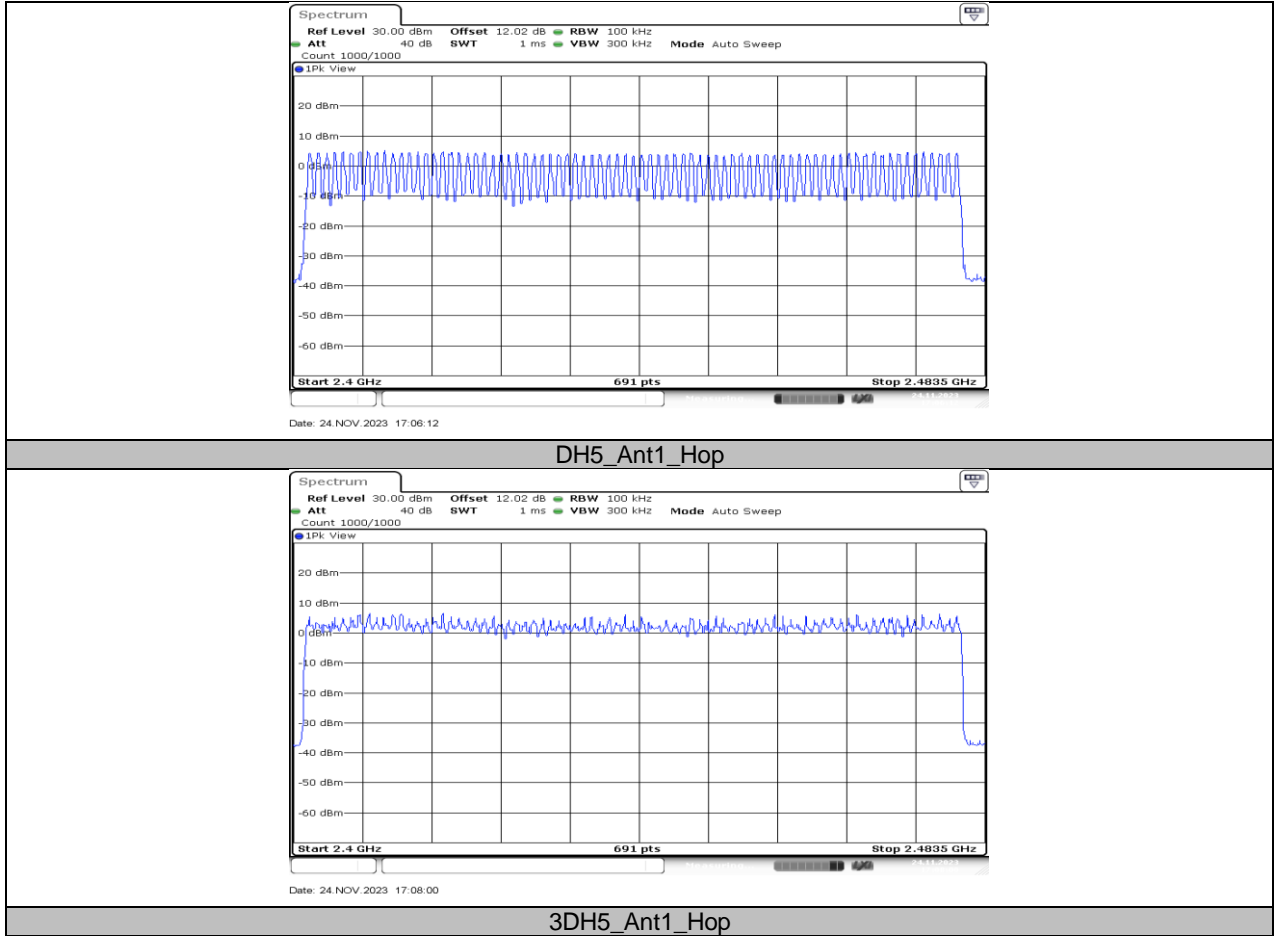 Spectrum
Ref Level 30.00 dBm Offset 12.02 dB RBW 100 kHz
Att 40 dB SWT 1 ms VBW 300 kHz Mode Auto Sweep
Count 1000/1000
1Pk View
20 dBm
10 dBm
0 dBm
-10 dBm
-20 dBm
-30 dBm
-40 dBm
-50 dBm
-60 dBm
Start 2.4 GHz 691 pts Stop 2.4835 GHz
Date: 24.NOV.2023 17:06:12
DH5_Ant1_Hop
Spectrum
Ref Level 30.00 dBm Offset 12.02 dB RBW 100 kHz
Att 40 dB SWT 1 ms VBW 300 kHz Mode Auto Sweep
Count 1000/1000
1Pk View
20 dBm
10 dBm
0 dBm
-10 dBm
-20 dBm
-30 dBm
-40 dBm
-50 dBm
-60 dBm
Start 2.4 GHz 691 pts Stop 2.4835 GHz
Date: 24.NOV.2023 17:08:00
3DH5_Ant1_Hop